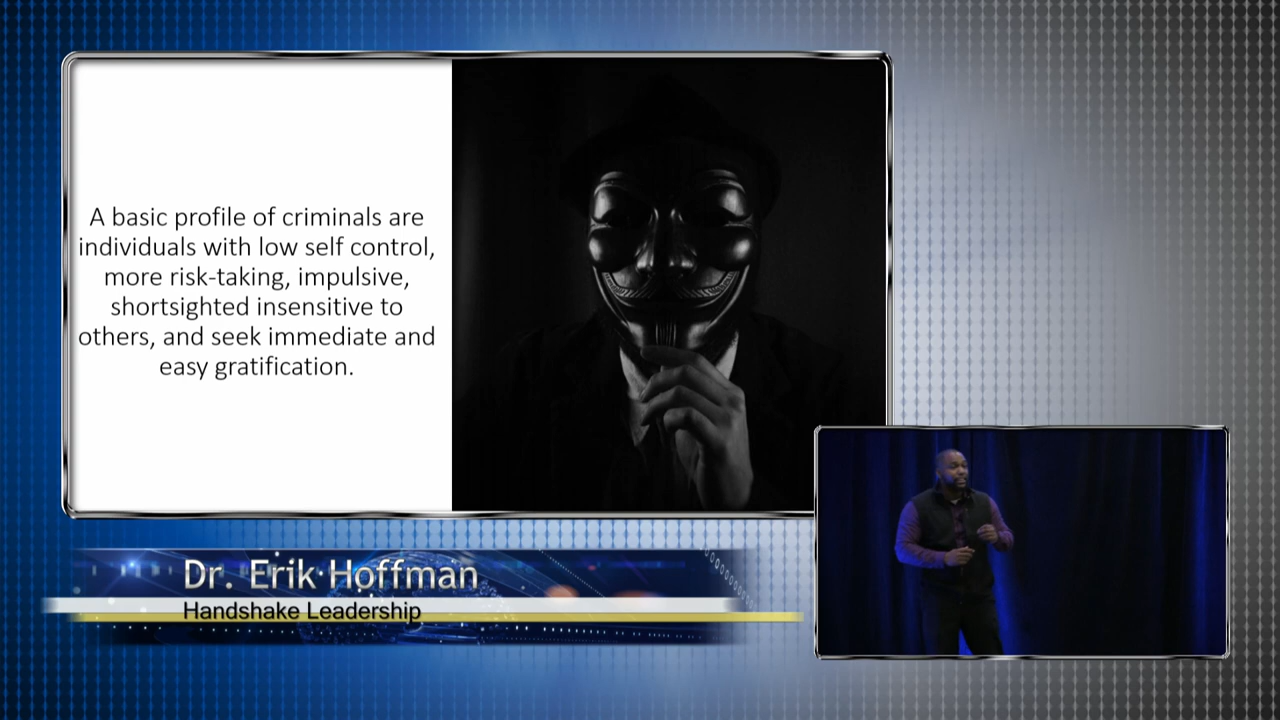 A basic profile of criminals are
individuals with low self control,
more risk-taking, impulsive,
shortsighted insensitive to
others, and seek immediate and
easy gratification.
Dr. Erik Hoffman
Handshake Leadership